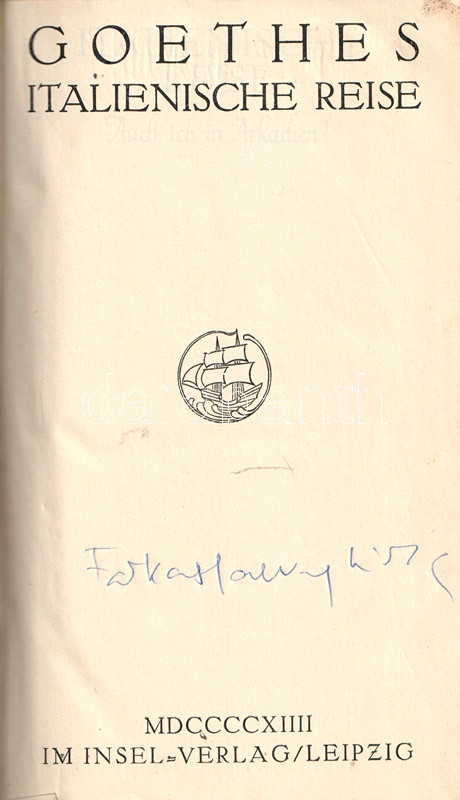 GOETHES
ITALIENISCHE REISE
Auch ich in Arkadien!
MDCCCCXIIII
IM INSEL=VERLAG/LEIPZIG